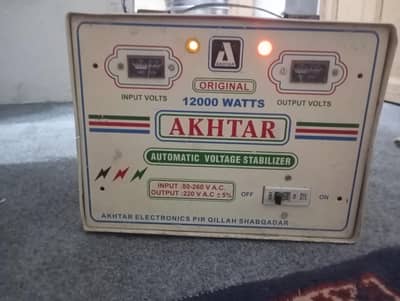 A
ORIGINAL
INPUT VOLTS
OUTPUT VOLTS
12000 WATTS
AKHTAR
AUTOMATIC VOLTAGE STABILIZER
INPUT :80-260 V A.C.
OUTPUT :220 V A.C ± 5%
OFF
ON
AKHTAR ELECTRONICS PIR QILLAH SHABQADAR